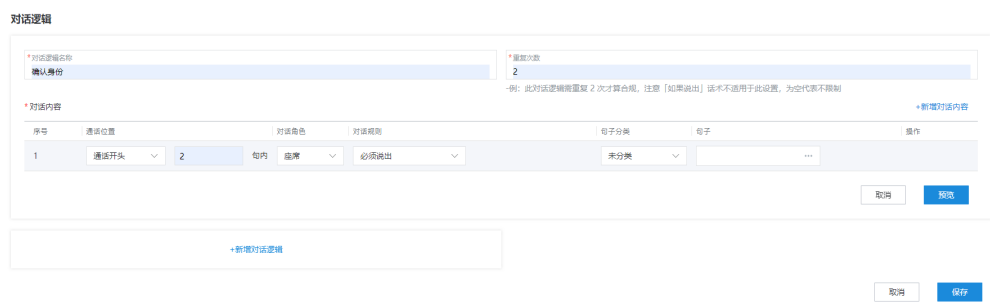 对话逻辑
*对话逻辑名称
确认身份
*重复次数
2
-例：此对话逻辑需重复 2 次才算合规，注意「如果说出」话术不适用于此设置，为空代表不限制
*对话内容
+新增对话内容
序号 通话位置 对话角色 对话规则 句子分类 句子 操作
1 通话开头 2 句内 座席 必须说出 未分类 ...
取消 预览
+新增对话逻辑
取消 保存